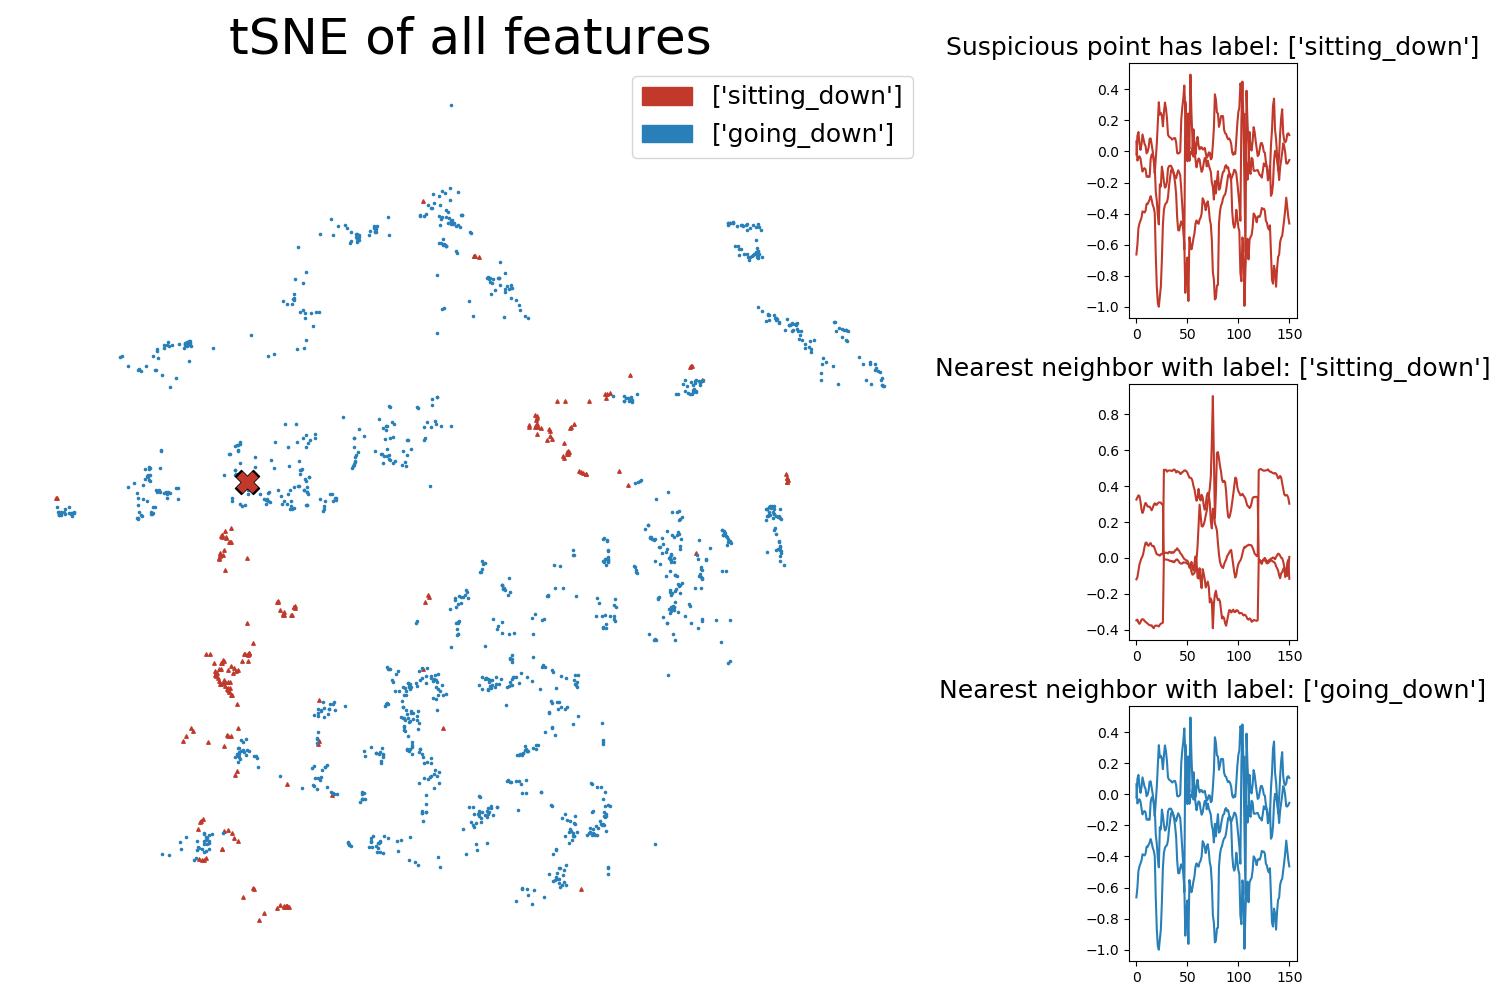 tSNE of all features
['sitting_down']
['going_down']
Suspicious point has label: ['sitting_down']
0.4
0.2
0.0
−0.2
−0.4
−0.6
−0.8
−1.0
0 50 100 150
Nearest neighbor with label: ['sitting_down']
0.8
0.6
0.4
0.2
0.0
−0.2
−0.4
0 50 100 150
Nearest neighbor with label: ['going_down']
0.4
0.2
0.0
−0.2
−0.4
−0.6
−0.8
−1.0
0 50 100 150